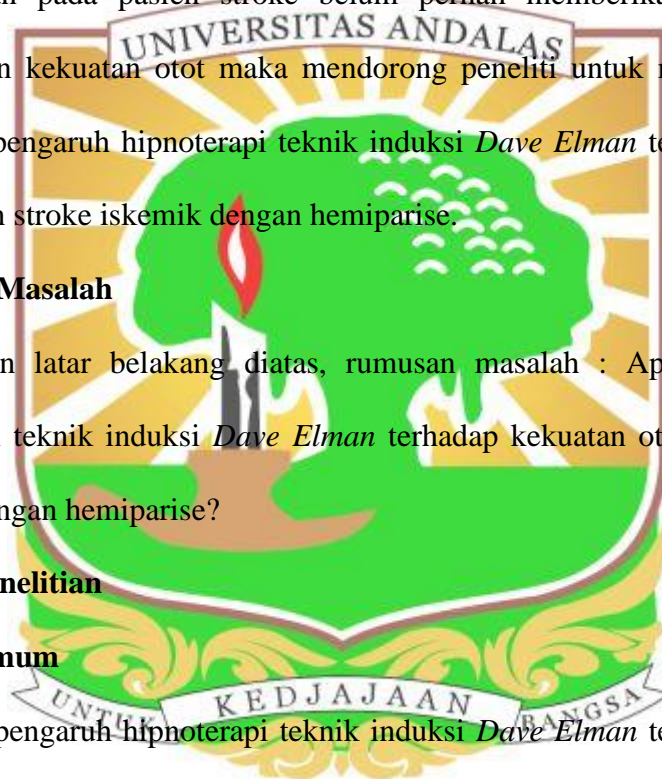 pada pasien stroke belum pernah memberika
UNIVERSITAS ANDALAS
kekuatan otot maka mendorong peneliti untuk
pengaruh hipnoterapi teknik induksi Dave Elman te
stroke iskemik dengan hemiparise.
Masalah
latar belakang diatas, rumusan masalah : Ap
teknik induksi Dave Elman terhadap kekuatan ot
ngan hemiparise?
nelitian
mum
UNTUK KEDJAJAAN BANGSA
pengaruh hipnoterapi teknik induksi Dave Elman te